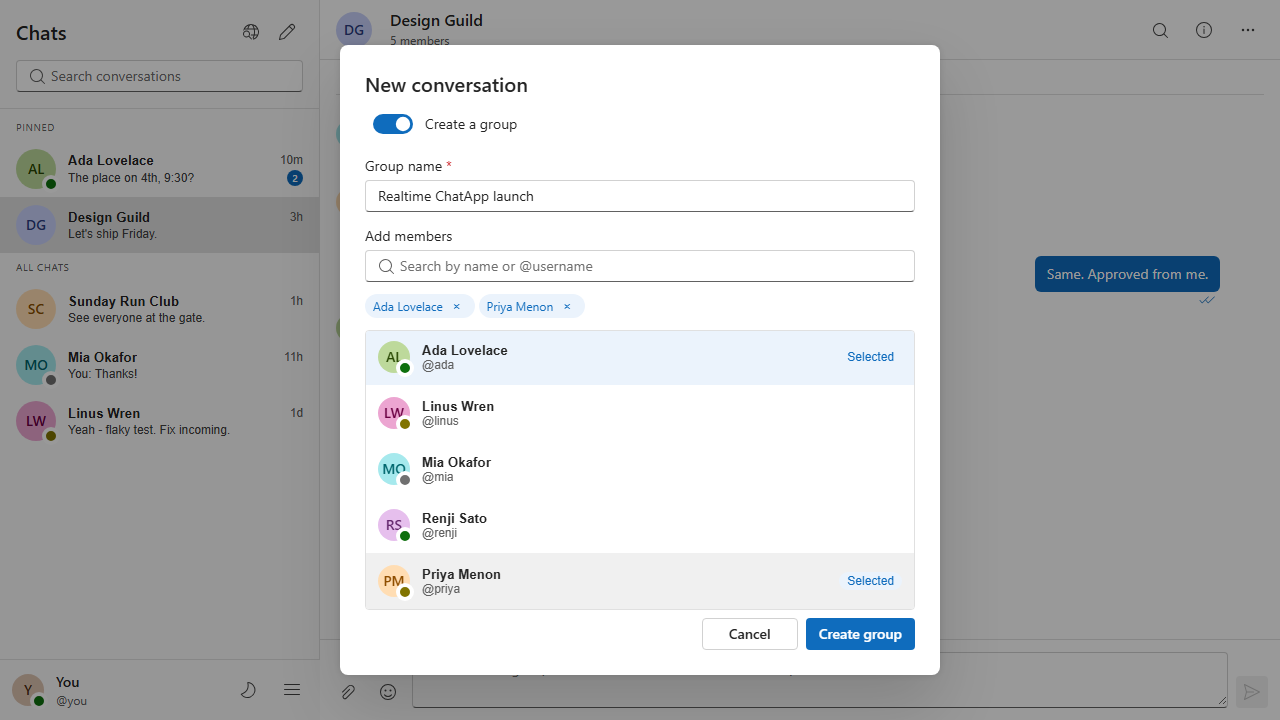 Chats
Search conversations
PINNED
AL
Ada Lovelace
10m
The place on 4th, 9:30?
2
DG
Design Guild
3h
Let's ship Friday.
ALL CHATS
SC
Sunday Run Club
1h
See everyone at the gate.
MO
Mia Okafor
11h
You: Thanks!
LW
Linus Wren
1d
Yeah - flaky test. Fix incoming.
Y
You
@you
DG
Design Guild
5 members
Same. Approved from me.
New conversation
Create a group
Group name *
Realtime ChatApp launch
Add members
Search by name or @username
Ada Lovelace ×
Priya Menon ×
AL
Ada Lovelace
@ada
Selected
LW
Linus Wren
@linus
MO
Mia Okafor
@mia
RS
Renji Sato
@renji
PM
Priya Menon
@priya
Selected
Cancel
Create group